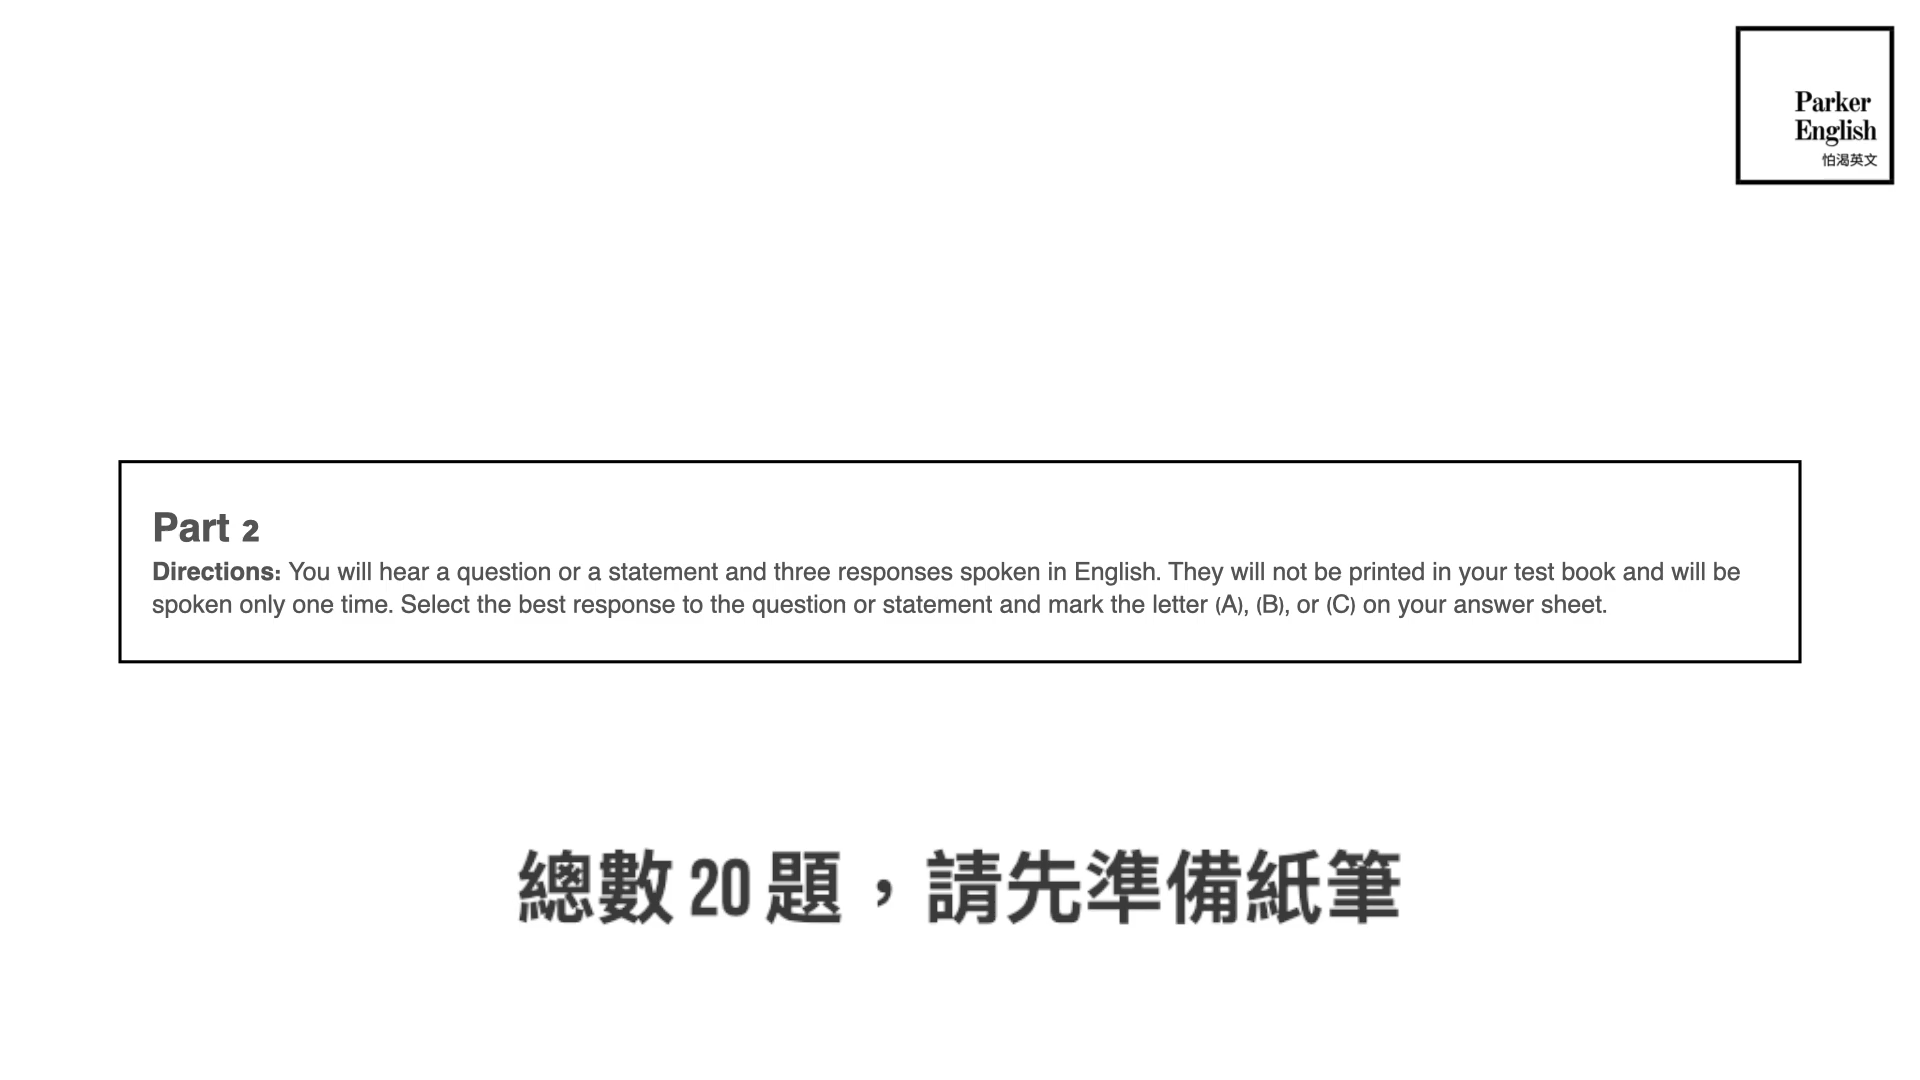 Parker
English
怕渴英文
Part 2
Directions: You will hear a question or a statement and three responses spoken in English. They will not be printed in your test book and will be
spoken only one time. Select the best response to the question or statement and mark the letter (A), (B), or (C) on your answer sheet.
總數 20 題，請先準備紙筆